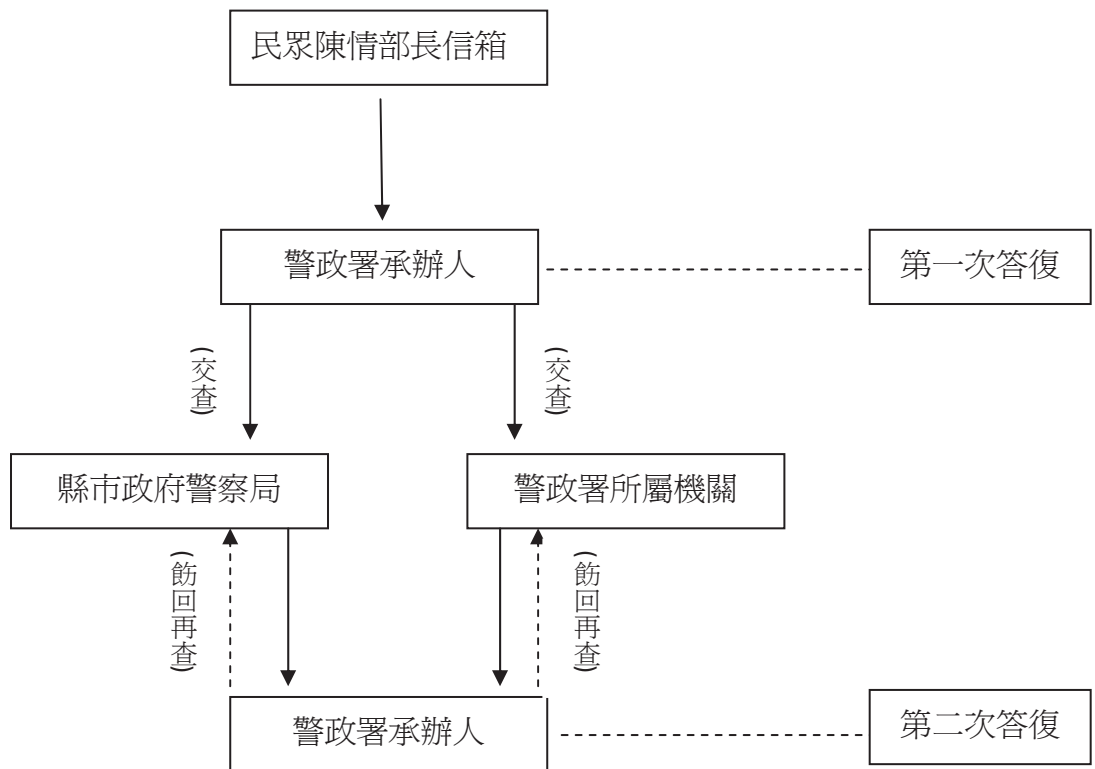 民眾陳情部長信箱
警政署承辦人
第一次答復
(交查)
(交查)
縣市政府警察局
警政署所屬機關
(飭回再查)
(飭回再查)
警政署承辦人
第二次答復